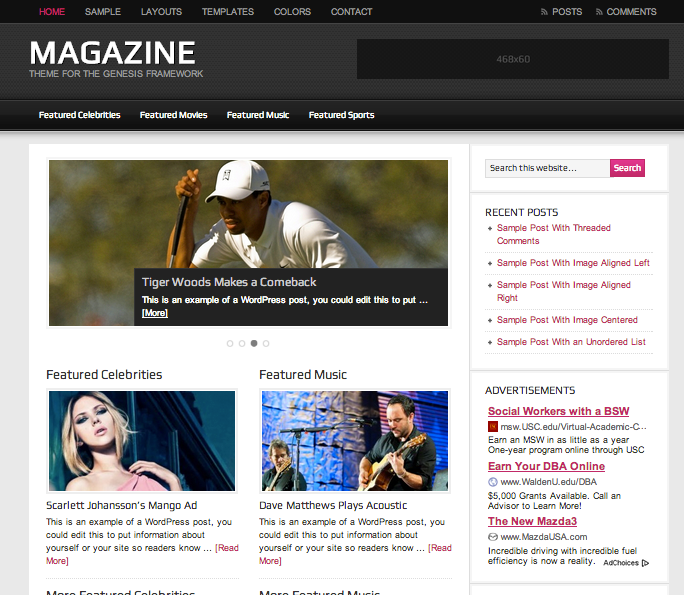 HOME SAMPLE LAYOUTS TEMPLATES COLORS CONTACT POSTS COMMENTS
MAGAZINE
THEME FOR THE GENESIS FRAMEWORK
468x60
Featured Celebrities Featured Movies Featured Music Featured Sports
Tiger Woods Makes a Comeback
This is an example of a WordPress post, you could edit this to put ...
[More]
Featured Celebrities
Scarlett Johansson's Mango Ad
This is an example of a WordPress post, you
could edit this to put information about
yourself or your site so readers know ... [Read
More]
More Featured Celebrities
Featured Music
Dave Matthews Plays Acoustic
This is an example of a WordPress post, you
could edit this to put information about
yourself or your site so readers know ... [Read
More]
More Featured Music
Search this website... Search
RECENT POSTS
Sample Post With Threaded
Comments
Sample Post With Image Aligned Left
Sample Post With Image Aligned
Right
Sample Post With Image Centered
Sample Post With an Unordered List
ADVERTISEMENTS
Social Workers with a BSW
msw.USC.edu/Virtual-Academic-C...
Earn an MSW in as little as a year
One-year program online through USC
Earn Your DBA Online
www.WaldenU.edu/DBA
$5,000 Grants Available. Call an
Advisor to Learn More!
The New Mazda3
www.MazdaUSA.com
Incredible driving with incredible fuel
efficiency is now a reality. AdChoices